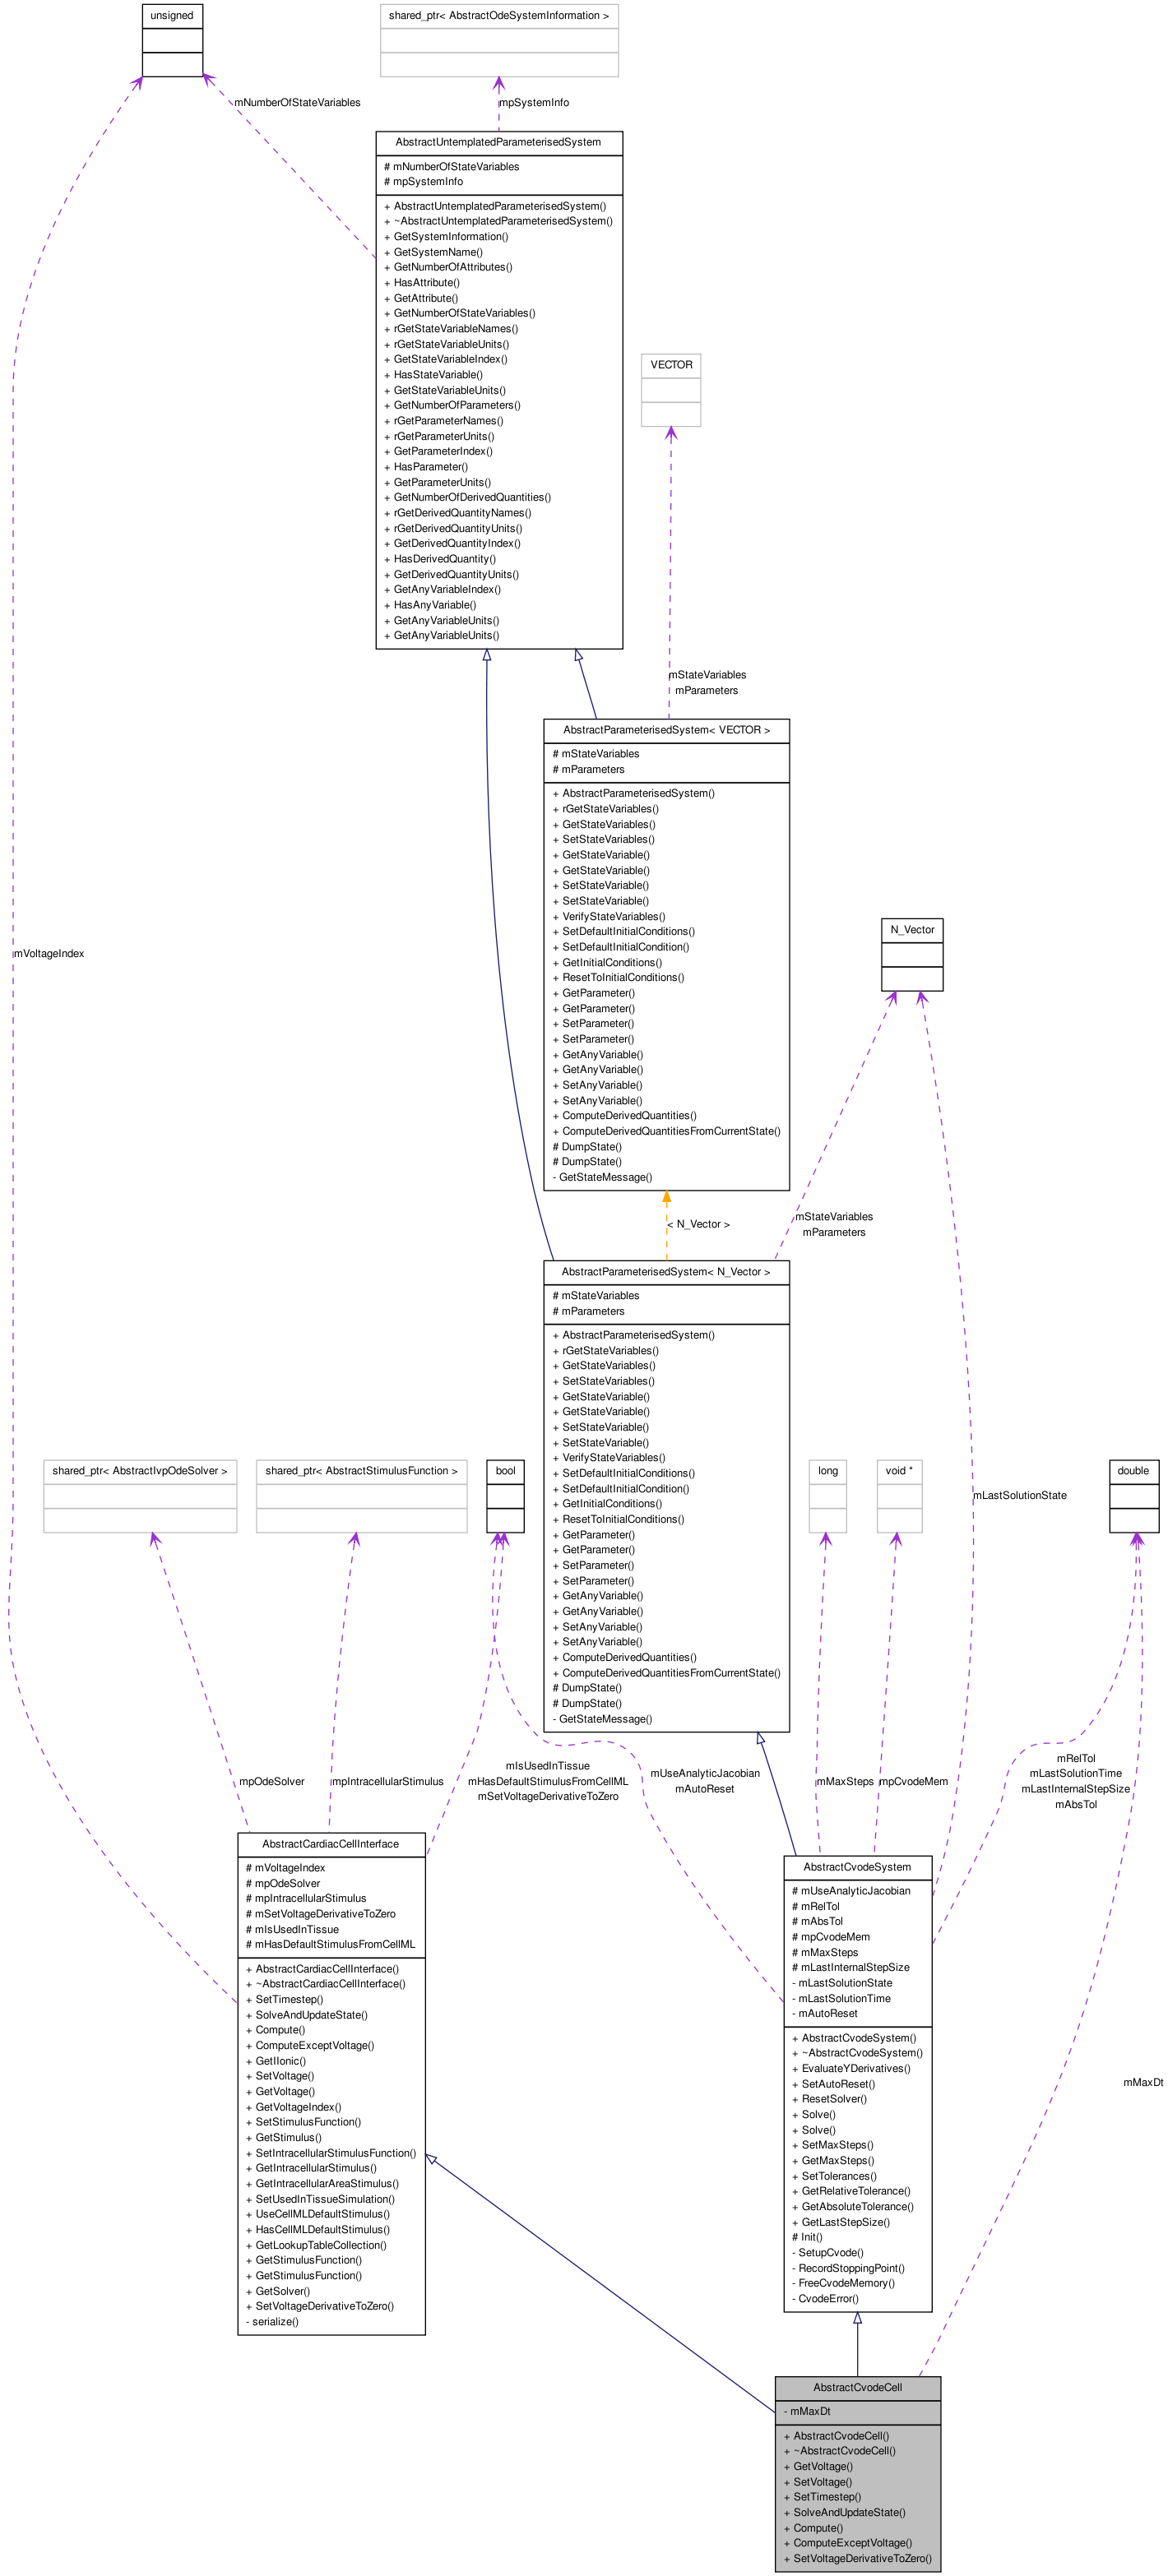 unsigned
shared_ptr< AbstractOdeSystemInformation >
mNumberOfStateVariables
mpSystemInfo
AbstractUntemplatedParameterisedSystem
# mNumberOfStateVariables
# mpSystemInfo
+ AbstractUntemplatedParameterisedSystem()
+ ~AbstractUntemplatedParameterisedSystem()
+ GetSystemInformation()
+ GetSystemName()
+ GetNumberOfAttributes()
+ HasAttribute()
+ GetAttribute()
+ GetNumberOfStateVariables()
+ rGetStateVariableNames()
+ rGetStateVariableUnits()
+ GetStateVariableIndex()
+ HasStateVariable()
+ GetStateVariableUnits()
+ GetNumberOfParameters()
+ rGetParameterNames()
+ rGetParameterUnits()
+ GetParameterIndex()
+ HasParameter()
+ GetParameterUnits()
+ GetNumberOfDerivedQuantities()
+ rGetDerivedQuantityNames()
+ rGetDerivedQuantityUnits()
+ GetDerivedQuantityIndex()
+ HasDerivedQuantity()
+ GetDerivedQuantityUnits()
+ GetAnyVariableIndex()
+ HasAnyVariable()
+ GetAnyVariableUnits()
+ GetAnyVariableUnits()
VECTOR
mStateVariables
mParameters
AbstractParameterisedSystem< VECTOR >
# mStateVariables
# mParameters
+ AbstractParameterisedSystem()
+ rGetStateVariables()
+ GetStateVariables()
+ SetStateVariables()
+ GetStateVariable()
+ GetStateVariable()
+ SetStateVariable()
+ SetStateVariable()
+ VerifyStateVariables()
+ SetDefaultInitialConditions()
+ SetDefaultInitialCondition()
+ GetInitialConditions()
+ ResetToInitialConditions()
+ GetParameter()
+ GetParameter()
+ SetParameter()
+ SetParameter()
+ GetAnyVariable()
+ GetAnyVariable()
+ SetAnyVariable()
+ SetAnyVariable()
+ ComputeDerivedQuantities()
+ ComputeDerivedQuantitiesFromCurrentState()
# DumpState()
# DumpState()
- GetStateMessage()
N_Vector
mVoltageIndex
< N_Vector >
mStateVariables
mParameters
AbstractParameterisedSystem< N_Vector >
# mStateVariables
# mParameters
+ AbstractParameterisedSystem()
+ rGetStateVariables()
+ GetStateVariables()
+ SetStateVariables()
+ GetStateVariable()
+ GetStateVariable()
+ SetStateVariable()
+ SetStateVariable()
+ VerifyStateVariables()
+ SetDefaultInitialConditions()
+ SetDefaultInitialCondition()
+ GetInitialConditions()
+ ResetToInitialConditions()
+ GetParameter()
+ GetParameter()
+ SetParameter()
+ SetParameter()
+ GetAnyVariable()
+ GetAnyVariable()
+ SetAnyVariable()
+ SetAnyVariable()
+ ComputeDerivedQuantities()
+ ComputeDerivedQuantitiesFromCurrentState()
# DumpState()
# DumpState()
- GetStateMessage()
shared_ptr< AbstractIvpOdeSolver >
shared_ptr< AbstractStimulusFunction >
bool
long
void *
double
mLastSolutionState
mpOdeSolver
mpIntracellularStimulus
mIsUsedInTissue
mHasDefaultStimulusFromCellML
mSetVoltageDerivativeToZero
mUseAnalyticJacobian
mAutoReset
mMaxSteps
mpCvodeMem
mRelTol
mLastSolutionTime
mLastInternalStepSize
mAbsTol
AbstractCardiacCellInterface
# mVoltageIndex
# mpOdeSolver
# mpIntracellularStimulus
# mSetVoltageDerivativeToZero
# mIsUsedInTissue
# mHasDefaultStimulusFromCellML
+ AbstractCardiacCellInterface()
+ ~AbstractCardiacCellInterface()
+ SetTimestep()
+ SolveAndUpdateState()
+ Compute()
+ ComputeExceptVoltage()
+ GetIIonic()
+ SetVoltage()
+ GetVoltage()
+ GetVoltageIndex()
+ SetStimulusFunction()
+ GetStimulus()
+ SetIntracellularStimulusFunction()
+ GetIntracellularStimulus()
+ GetIntracellularAreaStimulus()
+ SetUsedInTissueSimulation()
+ UseCellMLDefaultStimulus()
+ HasCellMLDefaultStimulus()
+ GetLookupTableCollection()
+ GetStimulusFunction()
+ GetStimulusFunction()
+ GetSolver()
+ SetVoltageDerivativeToZero()
- serialize()
AbstractCvodeSystem
# mUseAnalyticJacobian
# mRelTol
# mAbsTol
# mpCvodeMem
# mMaxSteps
# mLastInternalStepSize
- mLastSolutionState
- mLastSolutionTime
- mAutoReset
+ AbstractCvodeSystem()
+ ~AbstractCvodeSystem()
+ EvaluateYDerivatives()
+ SetAutoReset()
+ ResetSolver()
+ Solve()
+ Solve()
+ SetMaxSteps()
+ GetMaxSteps()
+ SetTolerances()
+ GetRelativeTolerance()
+ GetAbsoluteTolerance()
+ GetLastStepSize()
# Init()
- SetupCvode()
- RecordStoppingPoint()
- FreeCvodeMemory()
- CvodeError()
mMaxDt
AbstractCvodeCell
- mMaxDt
+ AbstractCvodeCell()
+ ~AbstractCvodeCell()
+ GetVoltage()
+ SetVoltage()
+ SetTimestep()
+ SolveAndUpdateState()
+ Compute()
+ ComputeExceptVoltage()
+ SetVoltageDerivativeToZero()